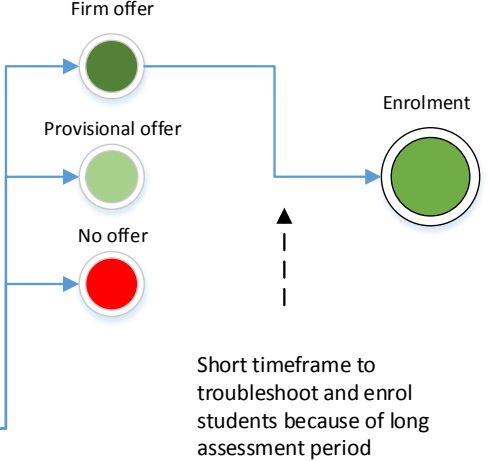 Firm offer
Enrolment
Provisional offer
No offer
Short timeframe to
troubleshoot and enrol
students because of long
assessment period